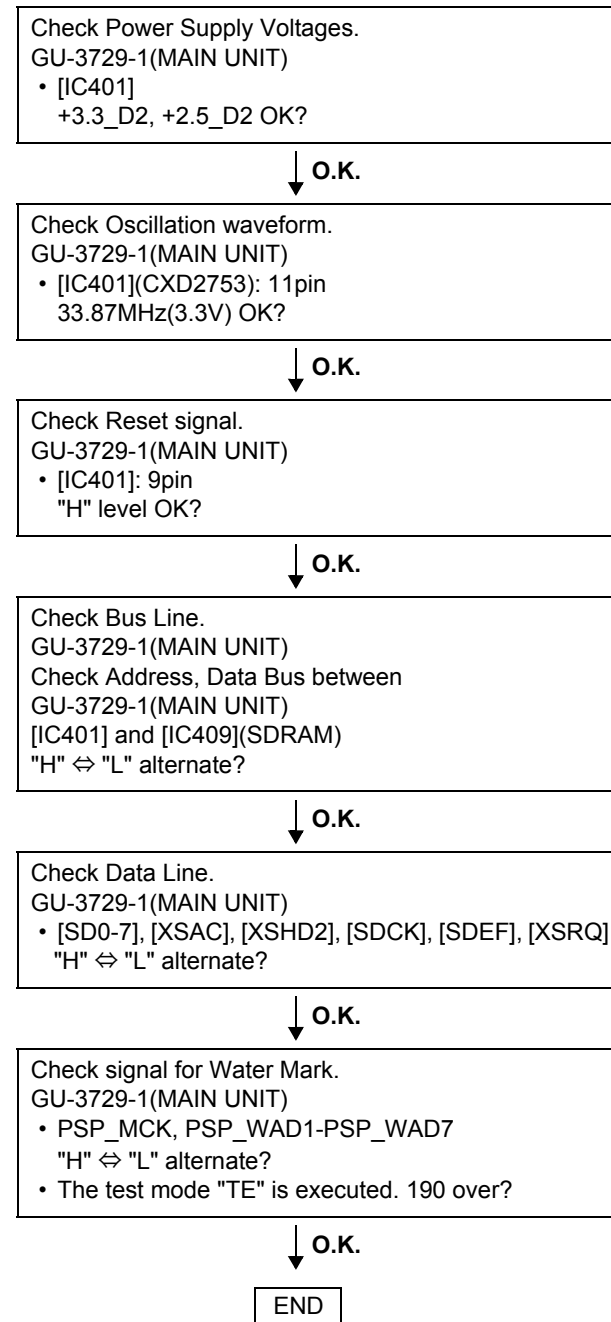 Check Power Supply Voltages.
GU-3729-1(MAIN UNIT)
• [IC401]
+3.3_D2, +2.5_D2 OK?
O.K.
Check Oscillation waveform.
GU-3729-1(MAIN UNIT)
• [IC401](CXD2753): 11pin
33.87MHz(3.3V) OK?
O.K.
Check Reset signal.
GU-3729-1(MAIN UNIT)
• [IC401]: 9pin
"H" level OK?
O.K.
Check Bus Line.
GU-3729-1(MAIN UNIT)
Check Address, Data Bus between
GU-3729-1(MAIN UNIT)
[IC401] and [IC409](SDRAM)
"H" ⇔ "L" alternate?
O.K.
Check Data Line.
GU-3729-1(MAIN UNIT)
• [SD0-7], [XSAC], [XSHD2], [SDCK], [SDEF], [XSRQ]
"H" ⇔ "L" alternate?
O.K.
Check signal for Water Mark.
GU-3729-1(MAIN UNIT)
• PSP_MCK, PSP_WAD1-PSP_WAD7
"H" ⇔ "L" alternate?
• The test mode "TE" is executed. 190 over?
O.K.
END